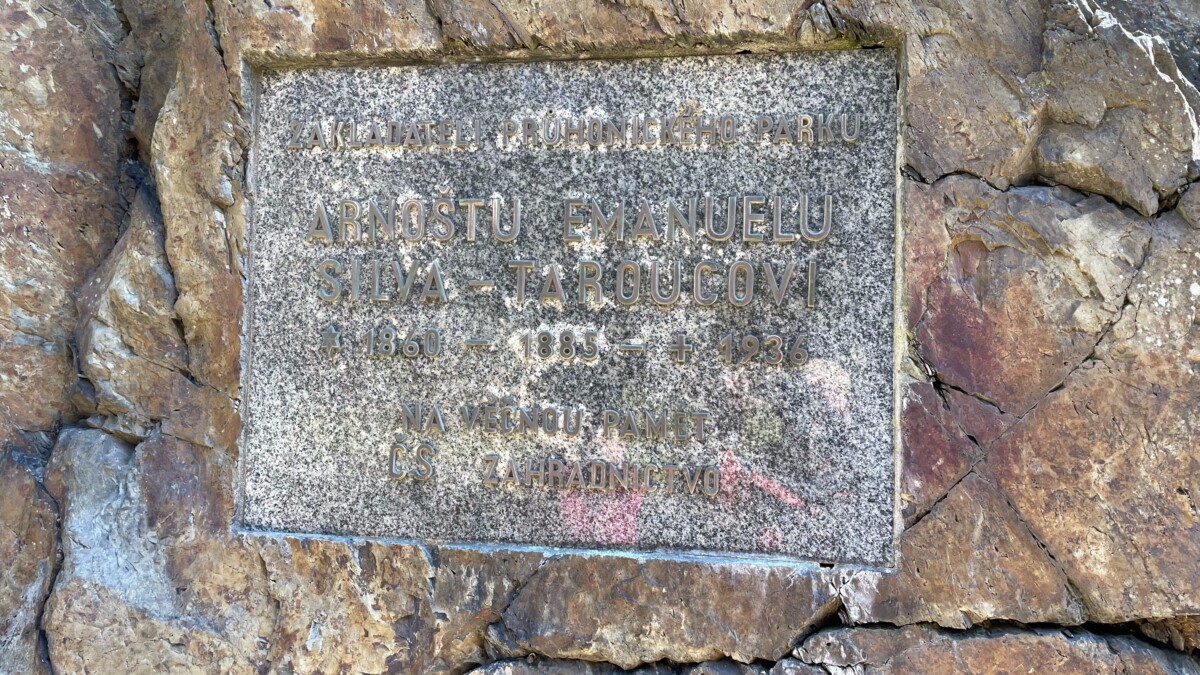 ZAKLADATELI PRŮHONICKÉHO PARKU
ARNOŠTU EMANUELU
SILVA - TAROUCOVI
* 1860 - 1885 - + 1936
NA VĚČNOU PAMĚT
ČS ZAHRADNICTVO